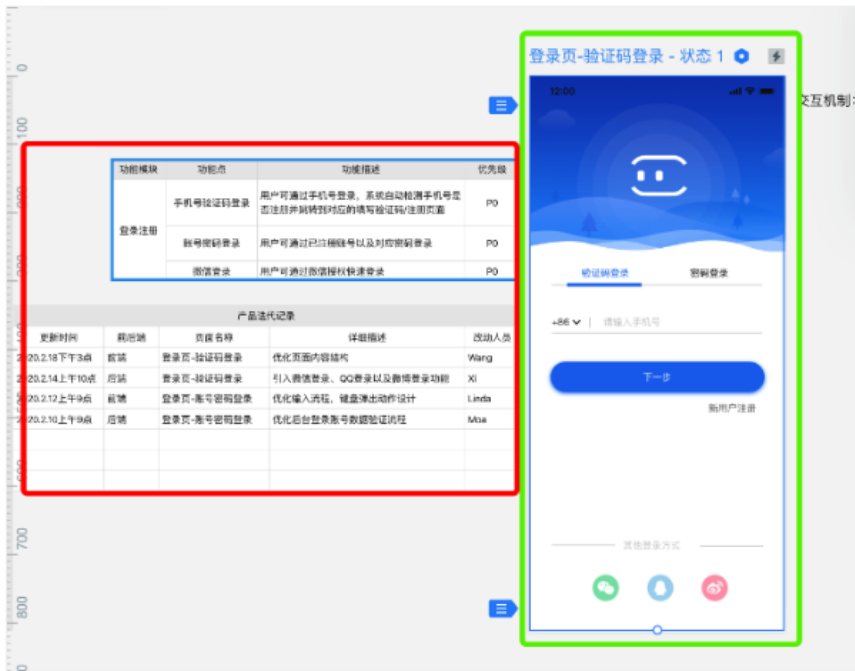 登录页-验证码登录 - 状态 1
12:00
交互机制:
0
100
700
800
功能模块 功能点 功能描述 优先级
登录注册
手机号验证码登录 用户可通过手机号登录，系统自动检测手机号是否注册并跳转到对应的填写验证码/注册页面 P0
账号密码登录 用户可通过已注册账号以及对应密码登录 P0
微信登录 用户可通过微信授权快速登录 P0
产品迭代记录
更新时间 前后端 页面名称 详细描述 改动人员
2020.2.18下午3点 前端 登录页-验证码登录 优化页面内容结构 Wang
2020.2.14上午10点 后端 登录页-验证码登录 引入微信登录、QQ登录以及微博登录功能 Xi
2020.2.12上午9点 前端 登录页-账号密码登录 优化输入流程，键盘弹出动作设计 Linda
2020.2.10上午9点 后端 登录页-账号密码登录 优化后台登录账号数据验证流程 Moa
验证码登录 密码登录
+86 请输入手机号
下一步
新用户注册
其他登录方式